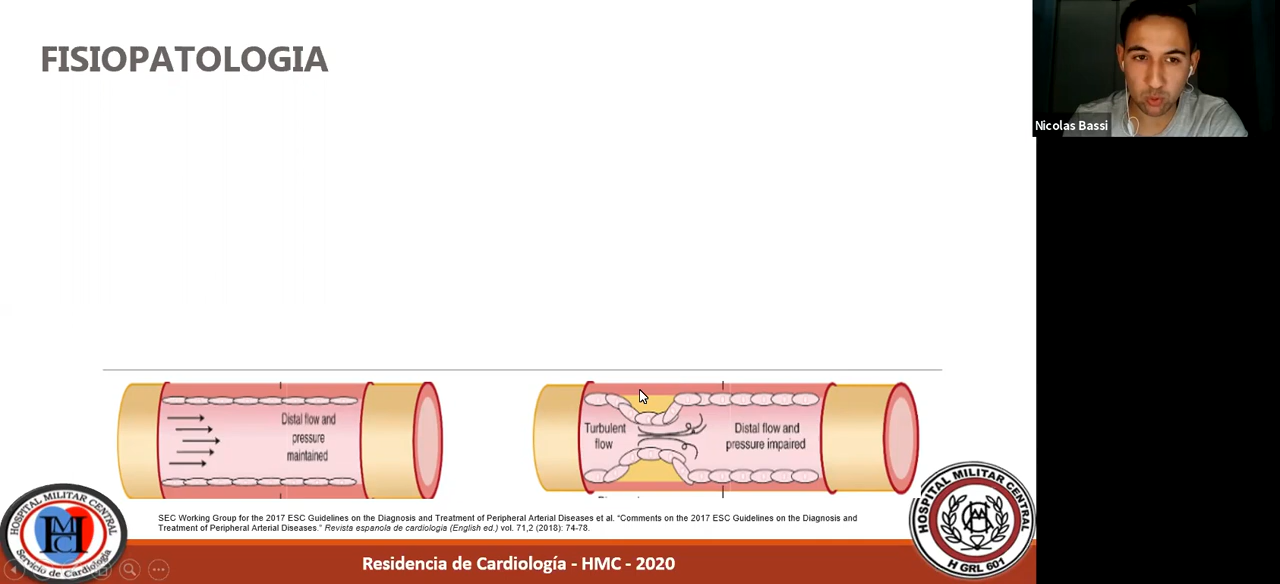 FISIOPATOLOGIA
Nicolas Bassi
Distal flow and
pressure
maintained
Turbulent
flow
Distal flow and
pressure impaired
SEC Working Group for the 2017 ESC Guidelines on the Diagnosis and Treatment of Peripheral Arterial Diseases et al. “Comments on the 2017 ESC Guidelines on the Diagnosis and
Treatment of Peripheral Arterial Diseases.” Revista espanola de cardiologia (English ed.) vol. 71,2 (2018): 74-78.
HOSPITAL MILITAR CENTRAL
HMC
Servicio de Cardiología
HOSPITAL MILITAR CENTRAL
H GRL 601
Residencia de Cardiología - HMC - 2020